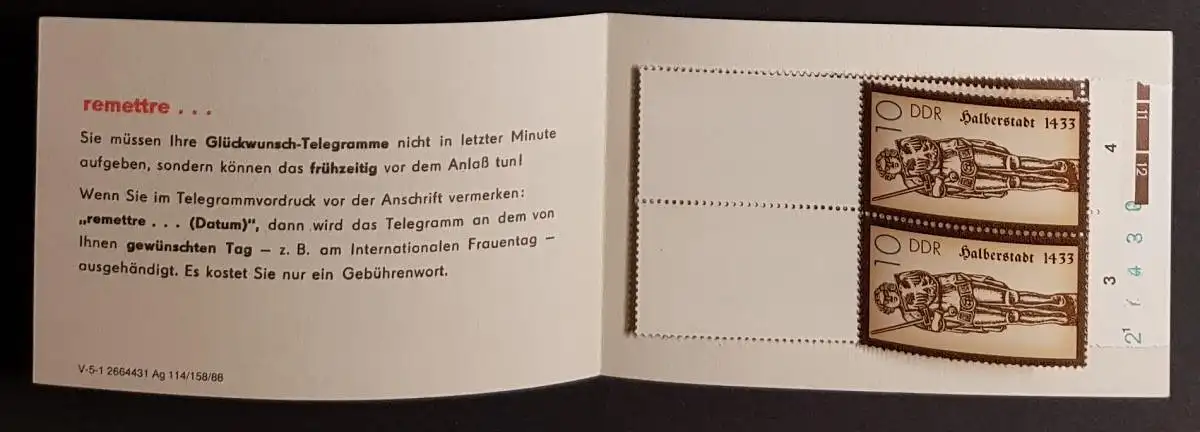 remettre . . .
Sie müssen Ihre Glückwunsch-Telegramme nicht in letzter Minute
aufgeben, sondern können das frühzeitig vor dem Anlaß tun!
Wenn Sie im Telegrammvordruck vor der Anschrift vermerken:
„remettre . . . (Datum)", dann wird das Telegramm an dem von
Ihnen gewünschten Tag – z. B. am Internationalen Frauentag –
ausgehändigt. Es kostet Sie nur ein Gebührenwort.
V-5-1 2664431 Ag 114/158/88
10 DDR Halberstadt 1433
10 DDR Halberstadt 1433
4
3
11
12